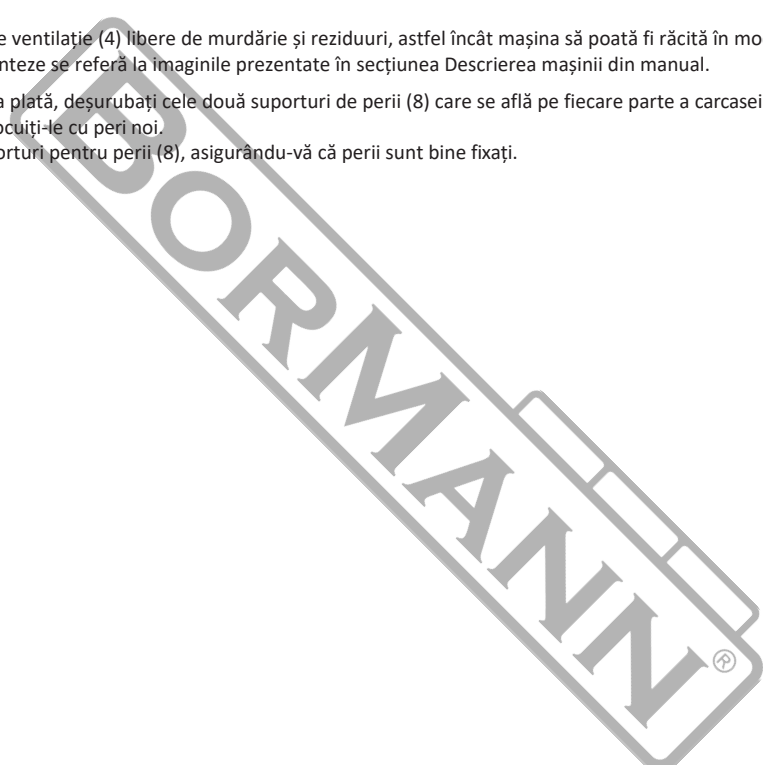 e ventilație (4) libere de murdărie și reziduuri, astfel încât mașina să poată fi răcită în mo
nteze se referă la imaginile prezentate în secțiunea Descrierea mașinii din manual.
a plată, deșurubați cele două suporturi de perii (8) care se află pe fiecare parte a carcasei
ocuiți-le cu peri noi.
orturi pentru perii (8), asigurându-vă că perii sunt bine fixați.
BORMANN®